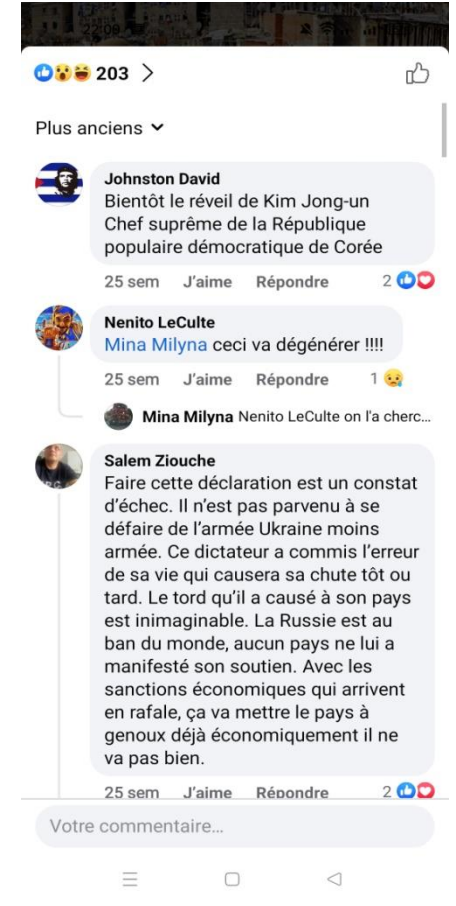 22:09
203
Plus anciens
Johnston David
Bientôt le réveil de Kim Jong-un
Chef suprême de la République
populaire démocratique de Corée
25 sem J'aime Répondre 2
Nenito LeCulte
Mina Milyna ceci va dégénérer !!!!
25 sem J'aime Répondre 1
Mina Milyna Nenito LeCulte on l'a cherc...
Salem Ziouche
Faire cette déclaration est un constat
d'échec. Il n'est pas parvenu à se
défaire de l'armée Ukraine moins
armée. Ce dictateur a commis l'erreur
de sa vie qui causera sa chute tôt ou
tard. Le tord qu'il a causé à son pays
est inimaginable. La Russie est au
ban du monde, aucun pays ne lui a
manifesté son soutien. Avec les
sanctions économiques qui arrivent
en rafale, ça va mettre le pays à
genoux déjà économiquement il ne
va pas bien.
25 sem J'aime Répondre 2
Votre commentaire...